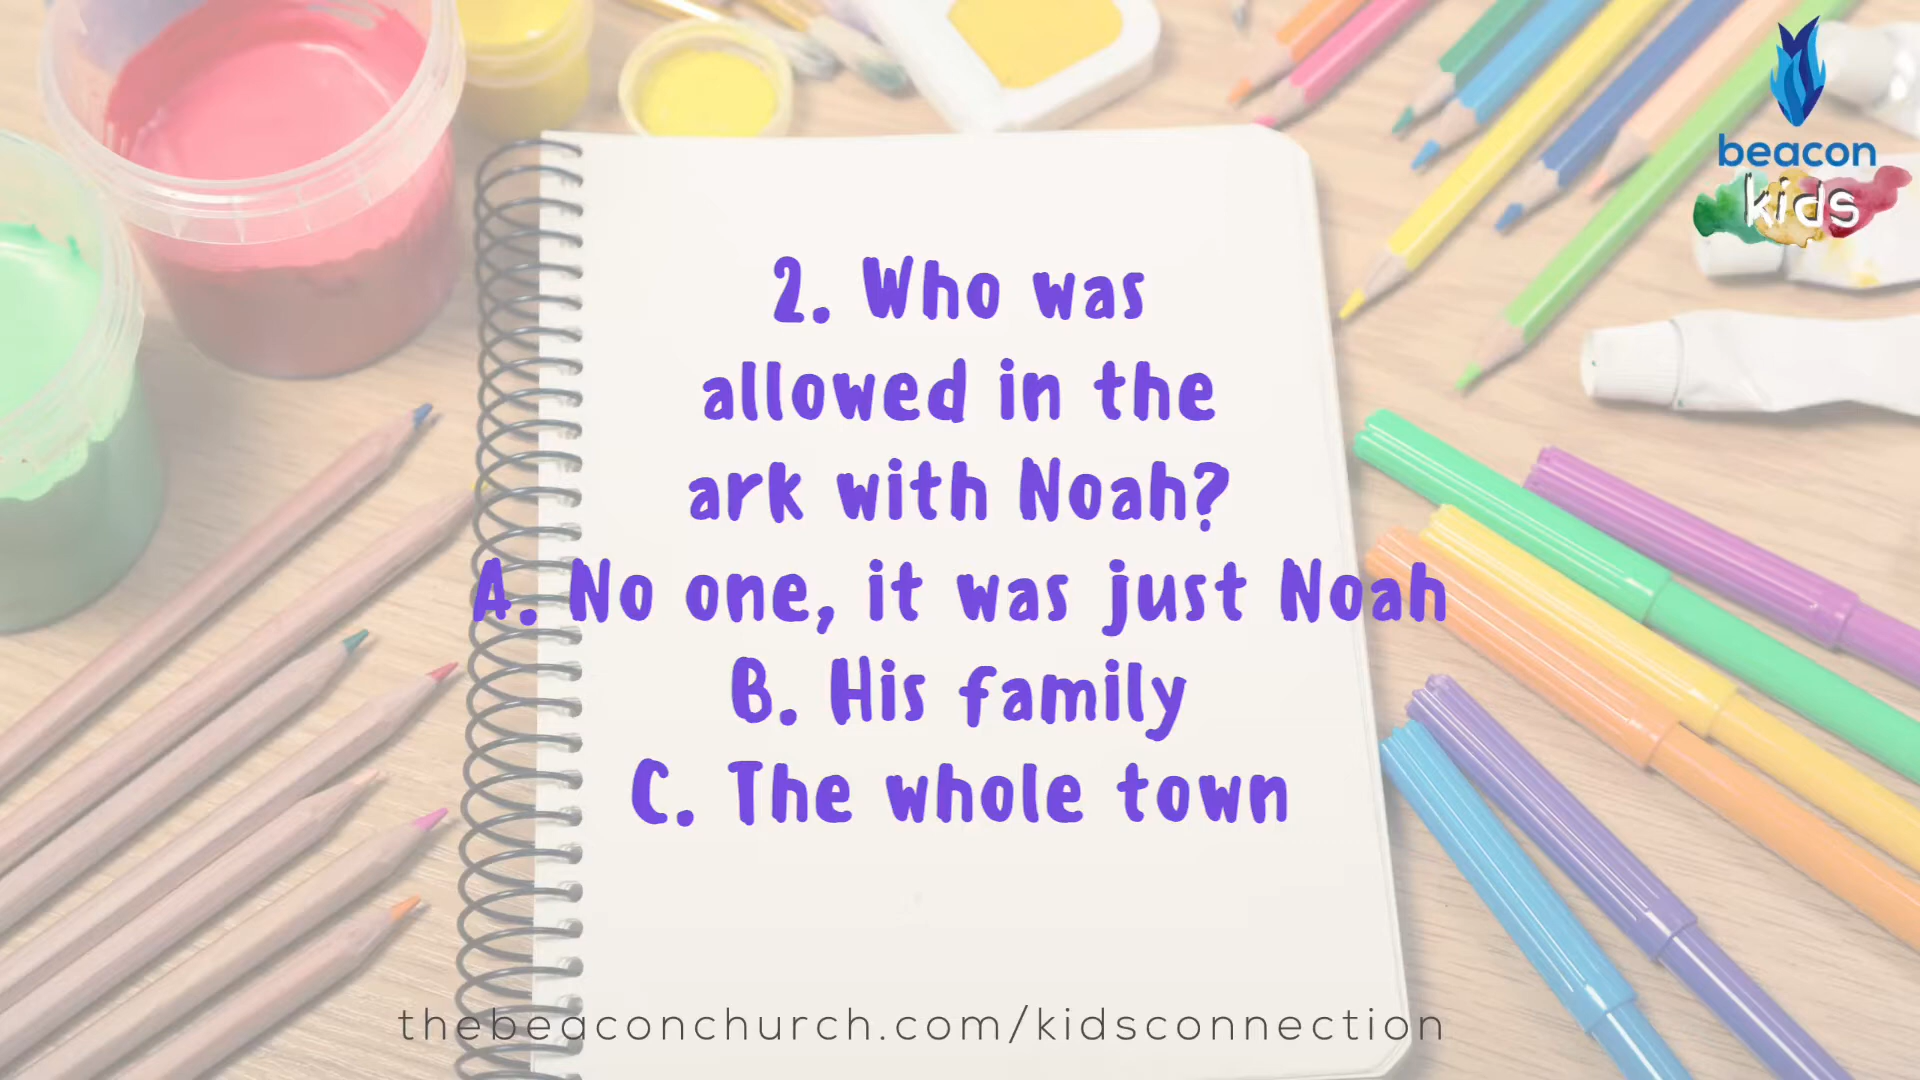 beacon
kids
2. Who was
allowed in the
ark with Noah?
A. No one, it was just Noah
B. His family
C. The whole town
thebeaconchurch.com/kidsconnection